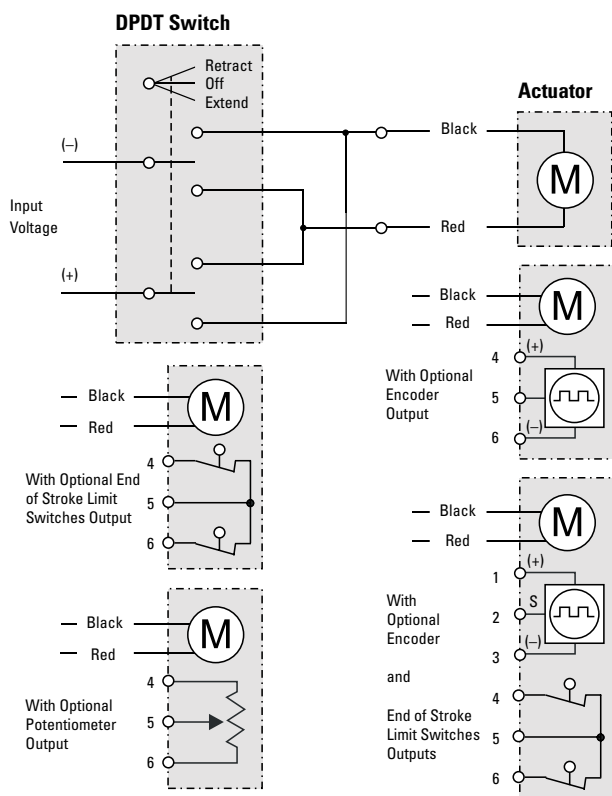 DPDT Switch
Retract
Off
Extend
(–)
Input
Voltage
(+)
Actuator
Black
M
Red
Black
Red
M
4
(+)
With Optional
Encoder
Output
5
6
(–)
Black
Red
M
4
With Optional End
of Stroke Limit
Switches Output
5
6
Black
Red
M
1
(+)
With
Optional
Encoder
2
S
3
(–)
and
4
End of Stroke
Limit Switches
Outputs
5
6
Black
Red
M
4
With Optional
Potentiometer
Output
5
6